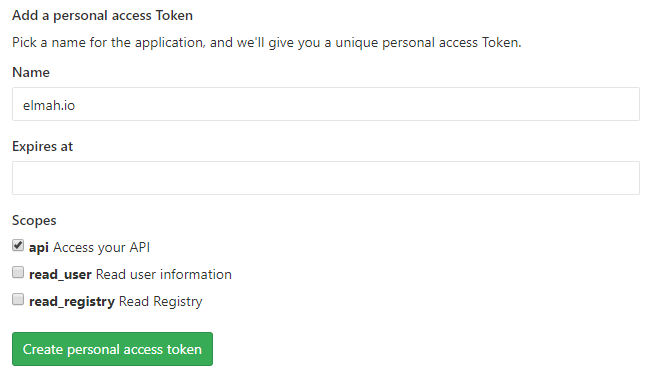 Add a personal access Token
Pick a name for the application, and we'll give you a unique personal access Token.
Name
elmah.io
Expires at
Scopes
api Access your API
read_user Read user information
read_registry Read Registry
Create personal access token